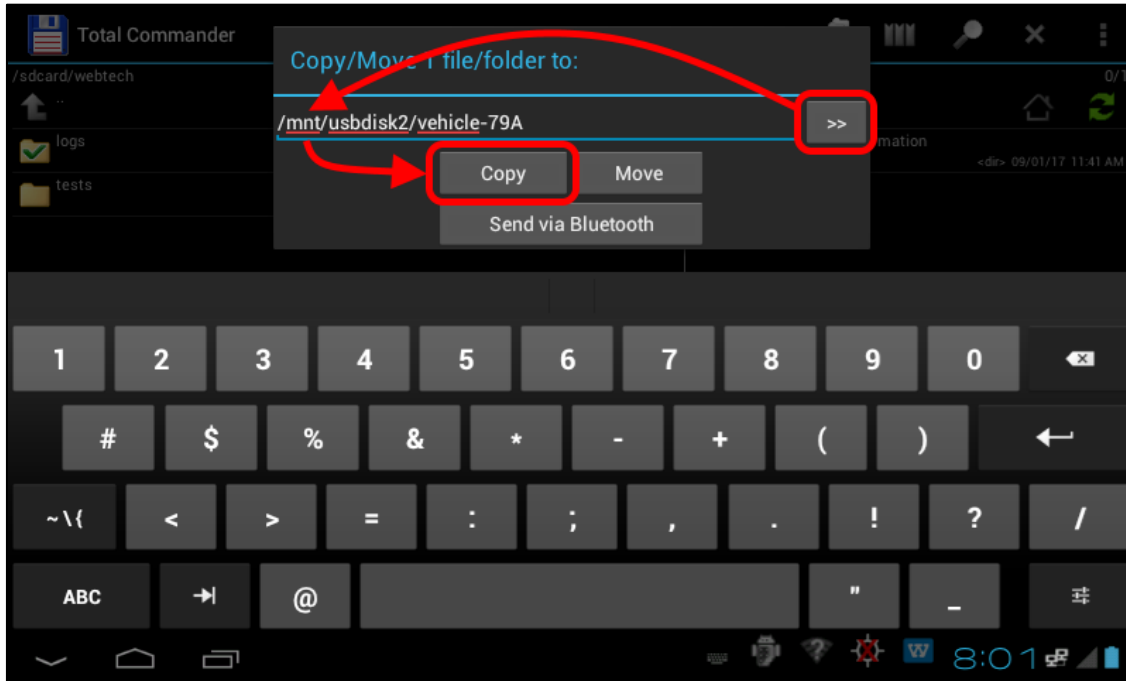 Total Commander
Copy/Move 1 file/folder to:
/sdcard/webtech
0/1
..
/mnt/usbdisk2/vehicle-79A
>>
logs
mation
<dir> 09/01/17 11:41 AM
Copy
Move
tests
Send via Bluetooth
1 2 3 4 5 6 7 8 9 0
# $ % & * - + ( )
~\{ < > = : ; , . ! ? /
ABC @ " _
W
8:01